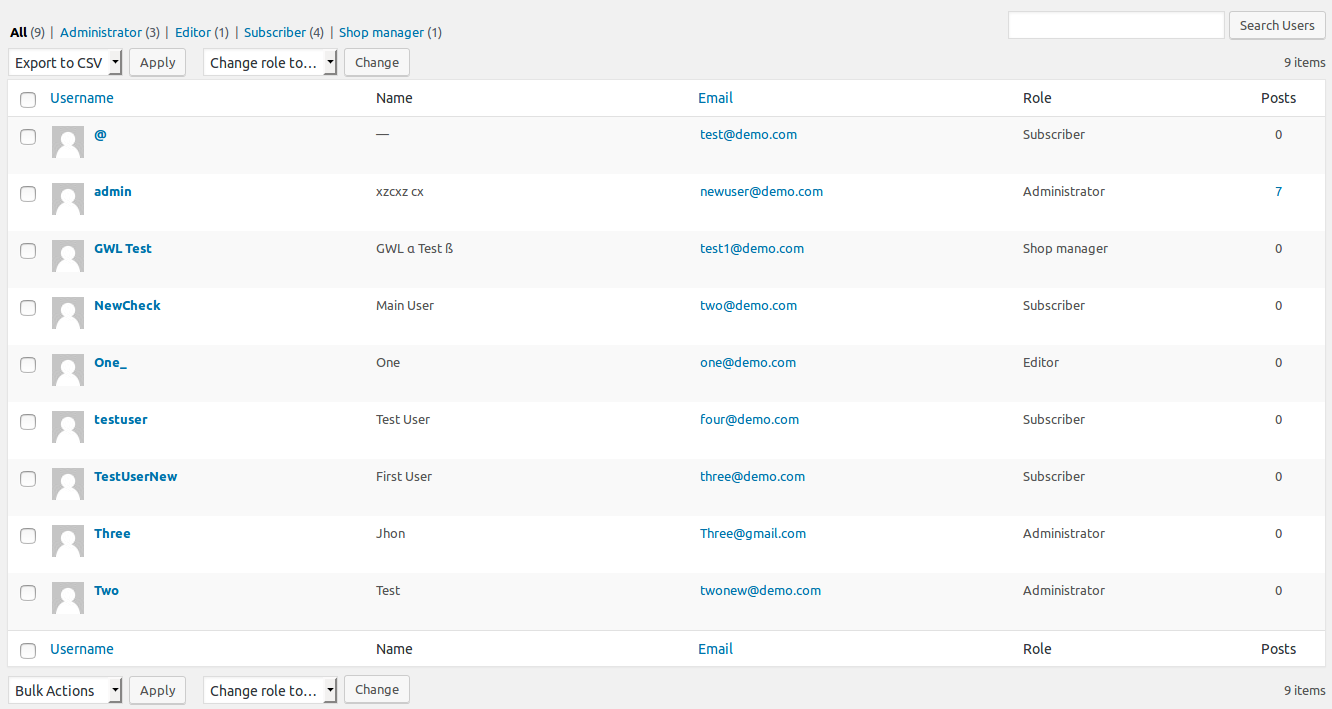 All (9) | Administrator (3) | Editor (1) | Subscriber (4) | Shop manager (1) Search Users
Export to CSV Apply Change role to... Change 9 items
Username Name Email Role Posts
@ — test@demo.com Subscriber 0
admin xzcxz cx newuser@demo.com Administrator 7
GWL Test GWL α Test ß test1@demo.com Shop manager 0
NewCheck Main User two@demo.com Subscriber 0
One_ One one@demo.com Editor 0
testuser Test User four@demo.com Subscriber 0
TestUserNew First User three@demo.com Subscriber 0
Three Jhon Three@gmail.com Administrator 0
Two Test twonew@demo.com Administrator 0
Username Name Email Role Posts
Bulk Actions Apply Change role to... Change 9 items